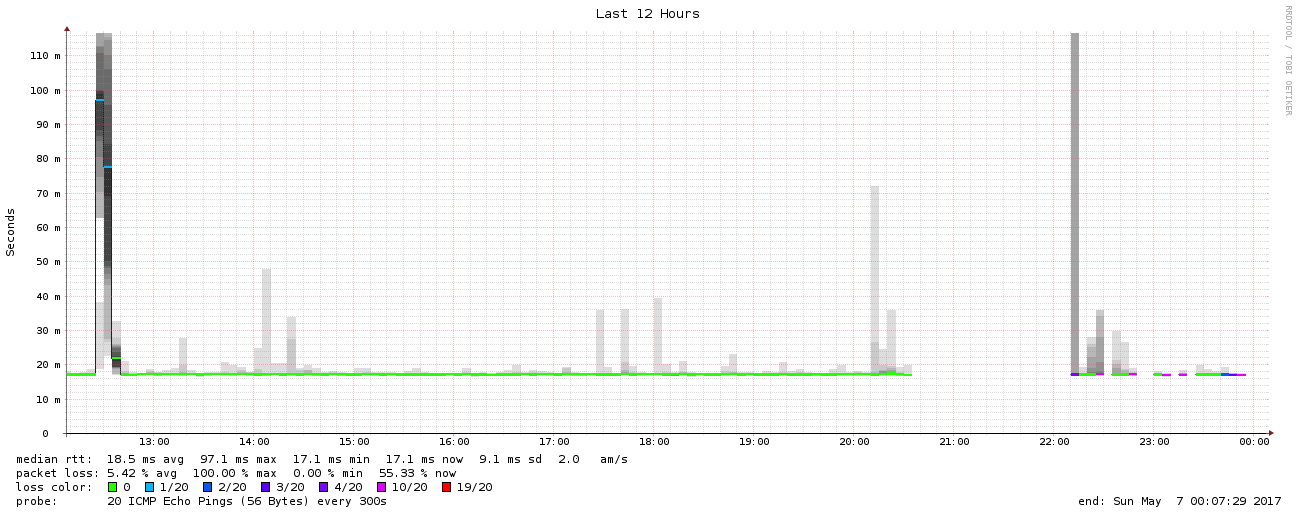 Last 12 Hours
RRDTOOL / TOBI OETIKER
Seconds
110 m
100 m
90 m
80 m
70 m
60 m
50 m
40 m
30 m
20 m
10 m
0
13:00 14:00 15:00 16:00 17:00 18:00 19:00 20:00 21:00 22:00 23:00 00:00
median rtt: 18.5 ms avg 97.1 ms max 17.1 ms min 17.1 ms now 9.1 ms sd 2.0 am/s
packet loss: 5.42 % avg 100.00 % max 0.00 % min 55.33 % now
loss color: 0 1/20 2/20 3/20 4/20 10/20 19/20
probe: 20 ICMP Echo Pings (56 Bytes) every 300s end: Sun May 7 00:07:29 2017